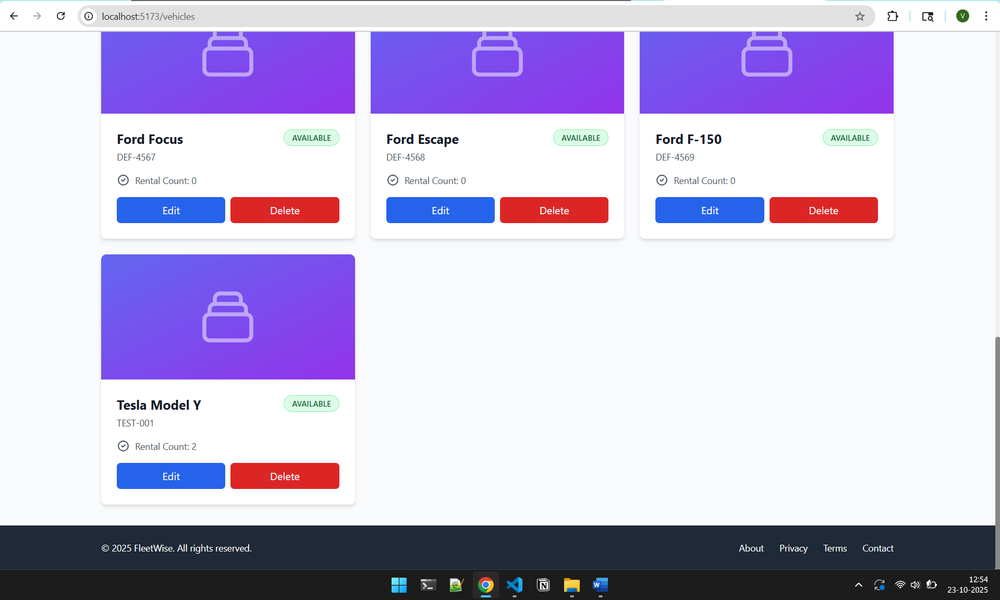 localhost:5173/vehicles
V
Ford Focus
AVAILABLE
DEF-4567
Rental Count: 0
Edit
Delete
Ford Escape
AVAILABLE
DEF-4568
Rental Count: 0
Edit
Delete
Ford F-150
AVAILABLE
DEF-4569
Rental Count: 0
Edit
Delete
Tesla Model Y
AVAILABLE
TEST-001
Rental Count: 2
Edit
Delete
© 2025 FleetWise. All rights reserved.
About
Privacy
Terms
Contact
12:54
23-10-2025